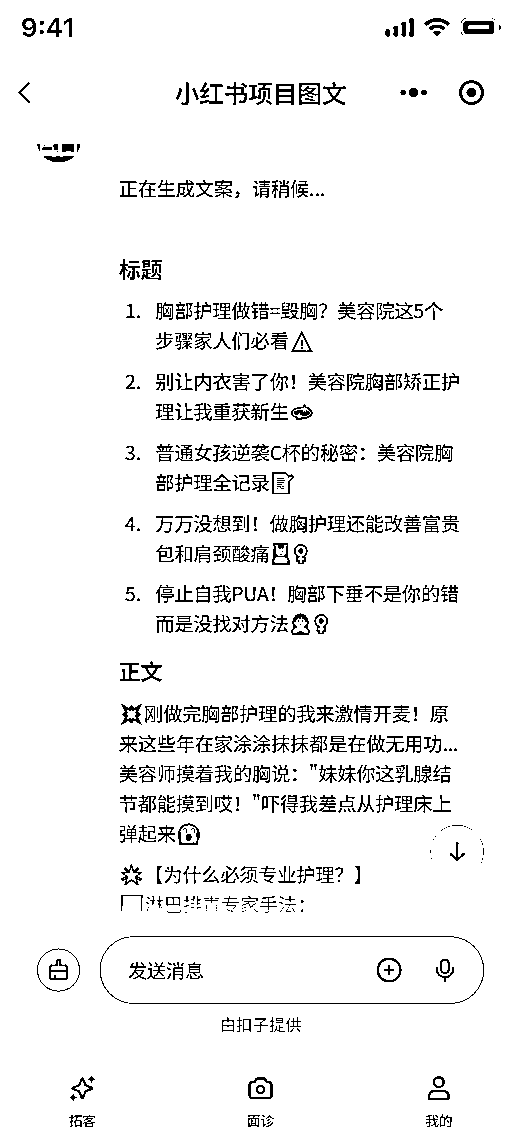 9:41
小红书项目图文
正在生成文案，请稍候...
标题
1. 胸部护理做错=毁胸？美容院这5个
步骤家人们必看⚠️
2. 别让内衣害了你！美容院胸部矫正护
理让我重获新生
3. 普通女孩逆袭C杯的秘密：美容院胸
部护理全记录📝
4. 万万没想到！做胸护理还能改善富贵
包和肩颈酸痛
5. 停止自我PUA！胸部下垂不是你的错
而是没找对方法
正文
💥刚做完胸部护理的我来激情开麦！原
来这些年在家涂涂抹抹都是在做无用功...
美容师摸着我的胸说："妹妹你这乳腺结
节都能摸到哎！"吓得我差点从护理床上
弹起来😱
🌟【为什么必须专业护理？】
淋巴排毒专家手法：
发送消息
由扣子提供
拓客
面诊
我的